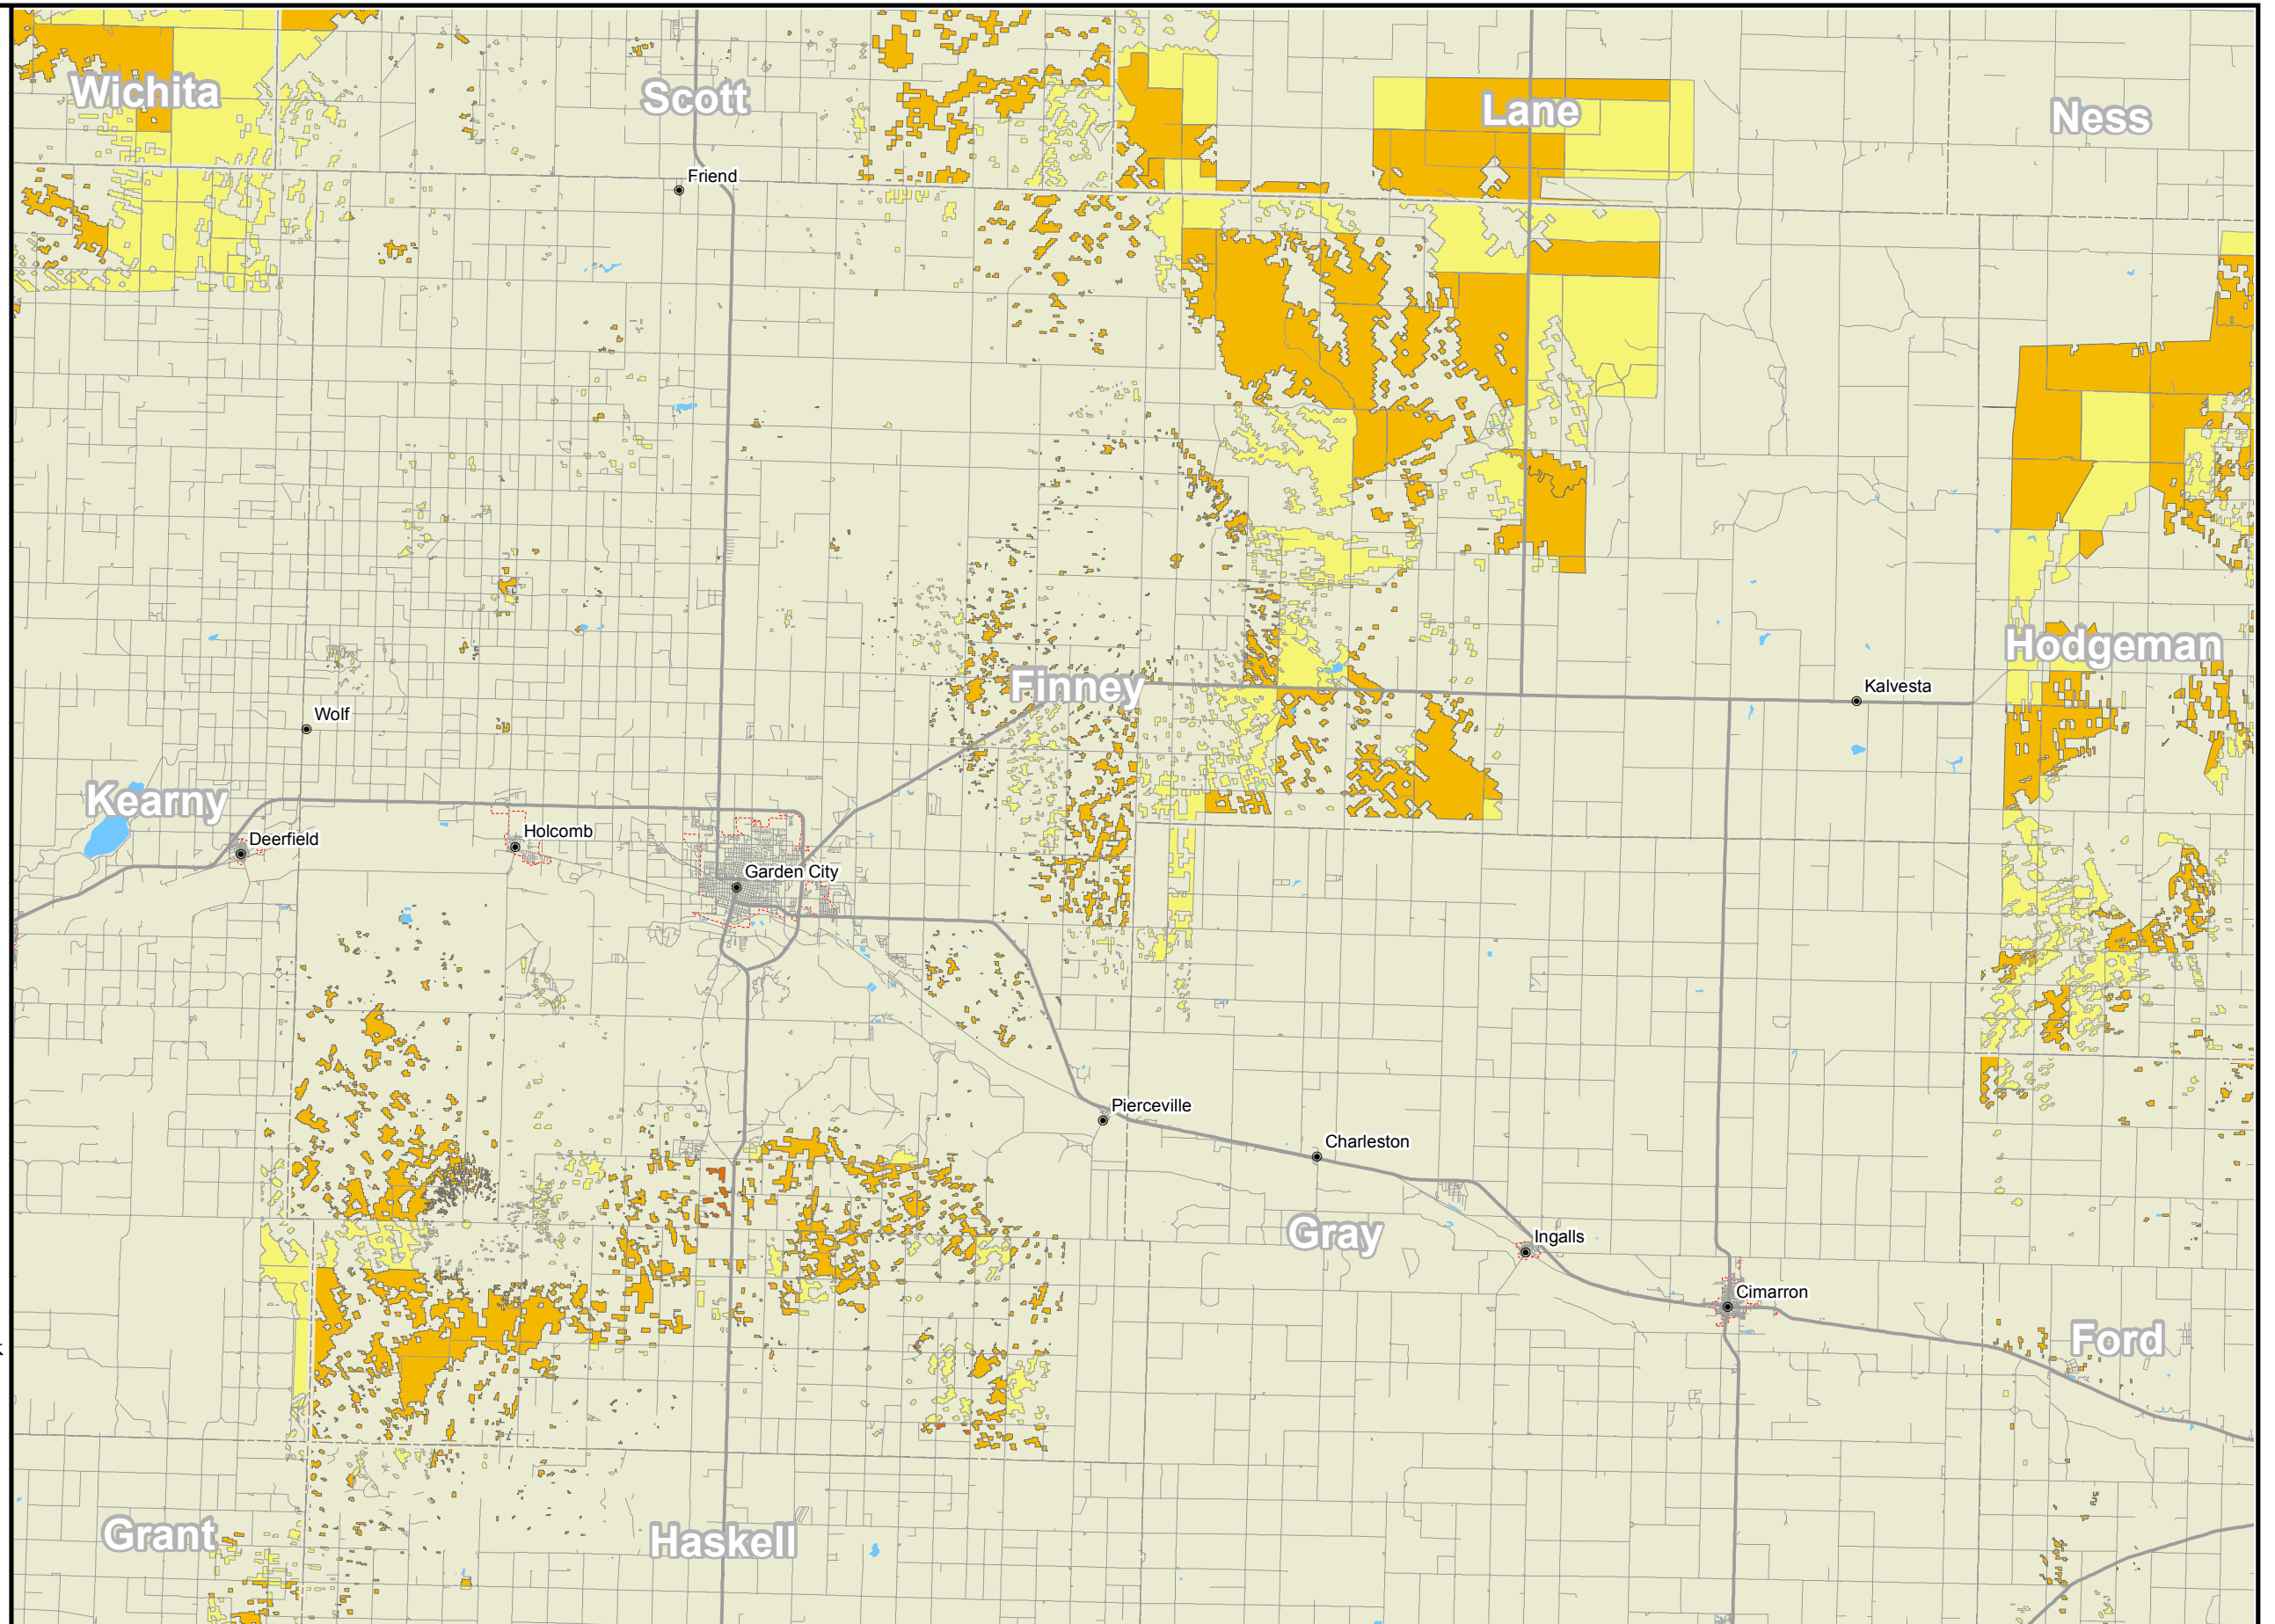 Wichita
Scott
Lane
Ness
Friend
Hodgeman
Finney
Kalvesta
Wolf
Kearny
Deerfield
Holcomb
Garden City
Pierceville
Charleston
Gray
Ingalls
Cimarron
Ford
Grant
Haskell